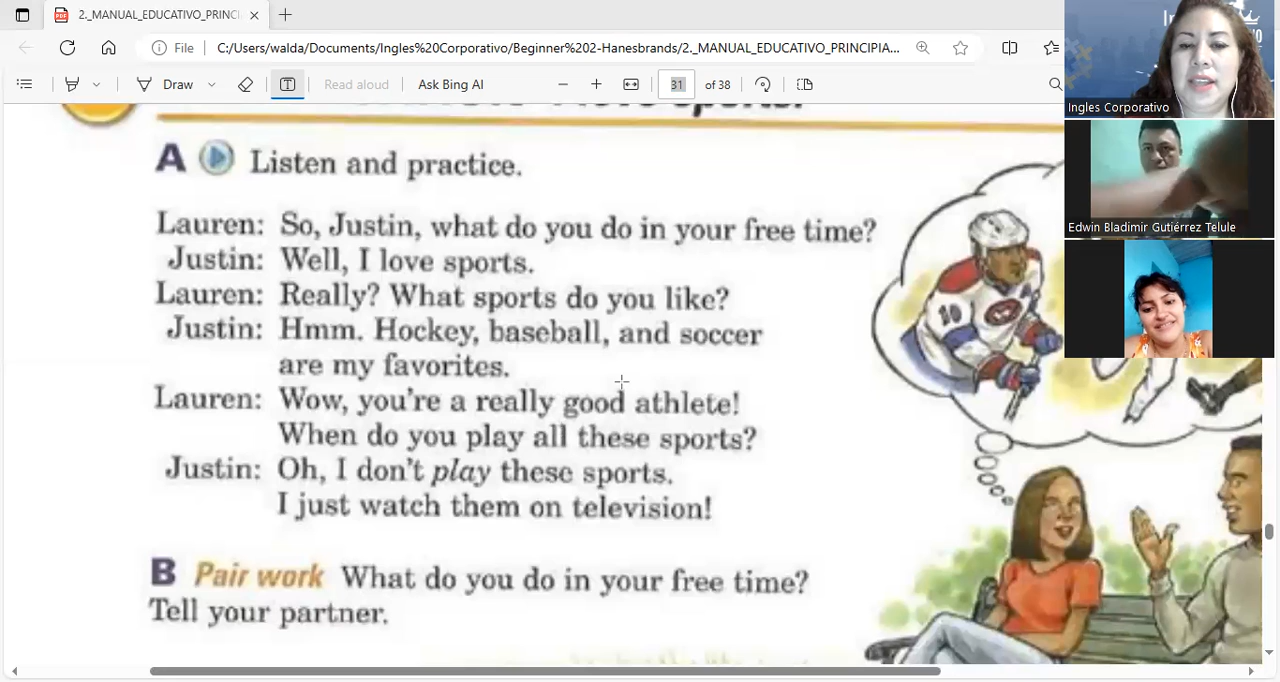 2._MANUAL_EDUCATIVO_PRINCI
File
C:/Users/walda/Documents/Ingles%20Corporativo/Beginner%202-Hanesbrands/2._MANUAL_EDUCATIVO_PRINCIPIA...
Draw
Read aloud
Ask Bing AI
31 of 38
sports!
A Listen and practice.
Lauren: So, Justin, what do you do in your free time?
Justin: Well, I love sports.
Lauren: Really? What sports do you like?
Justin: Hmm. Hockey, baseball, and soccer
are my favorites.
Lauren: Wow, you're a really good athlete!
When do you play all these sports?
Justin: Oh, I don't play these sports.
I just watch them on television!
B Pair work What do you do in your free time?
Tell your partner.
10
Ingles Corporativo
Edwin Bladimir Gutiérrez Telule